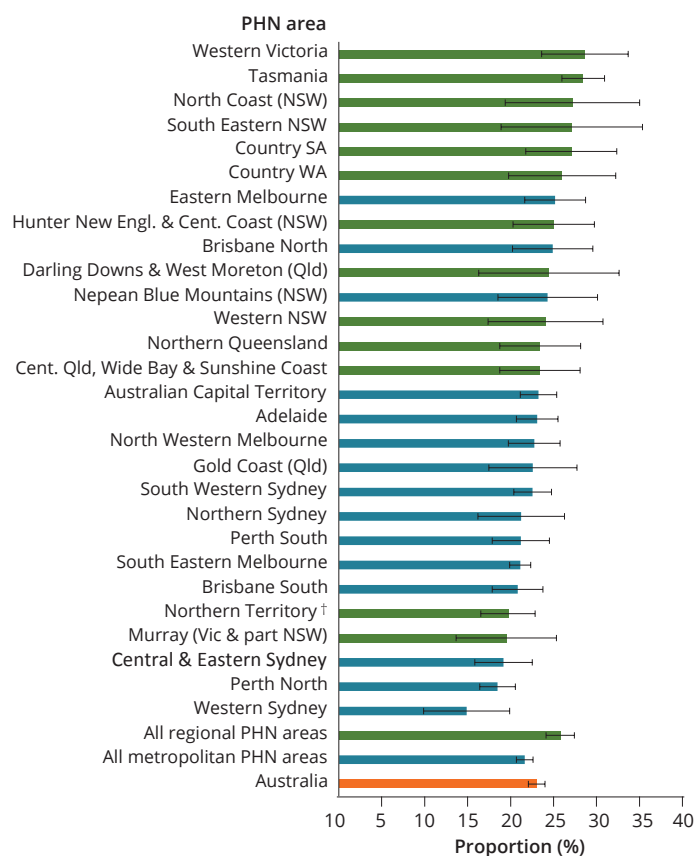 PHN area
Western Victoria
Tasmania
North Coast (NSW)
South Eastern NSW
Country SA
Country WA
Eastern Melbourne
Hunter New Engl. & Cent. Coast (NSW)
Brisbane North
Darling Downs & West Moreton (Qld)
Nepean Blue Mountains (NSW)
Western NSW
Northern Queensland
Cent. Qld, Wide Bay & Sunshine Coast
Australian Capital Territory
Adelaide
North Western Melbourne
Gold Coast (Qld)
South Western Sydney
Northern Sydney
Perth South
South Eastern Melbourne
Brisbane South
Northern Territory †
Murray (Vic & part NSW)
Central & Eastern Sydney
Perth North
Western Sydney
All regional PHN areas
All metropolitan PHN areas
Australia
10 5 10 15 20 25 30 35 40
Proportion (%)